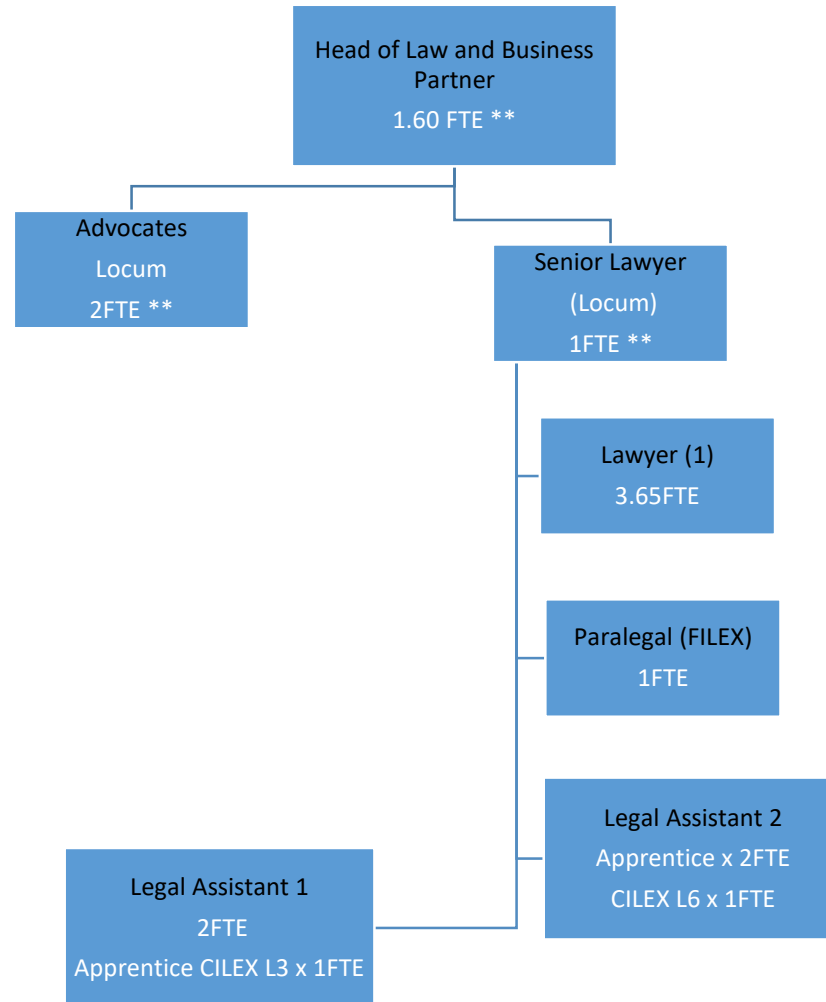 Head of Law and Business
Partner
1.60 FTE **
Advocates
Locum
2FTE **
Senior Lawyer
(Locum)
1FTE **
Lawyer (1)
3.65FTE
Paralegal (FILEX)
1FTE
Legal Assistant 2
Apprentice x 2FTE
CILEX L6 x 1FTE
Legal Assistant 1
2FTE
Apprentice CILEX L3 x 1FTE